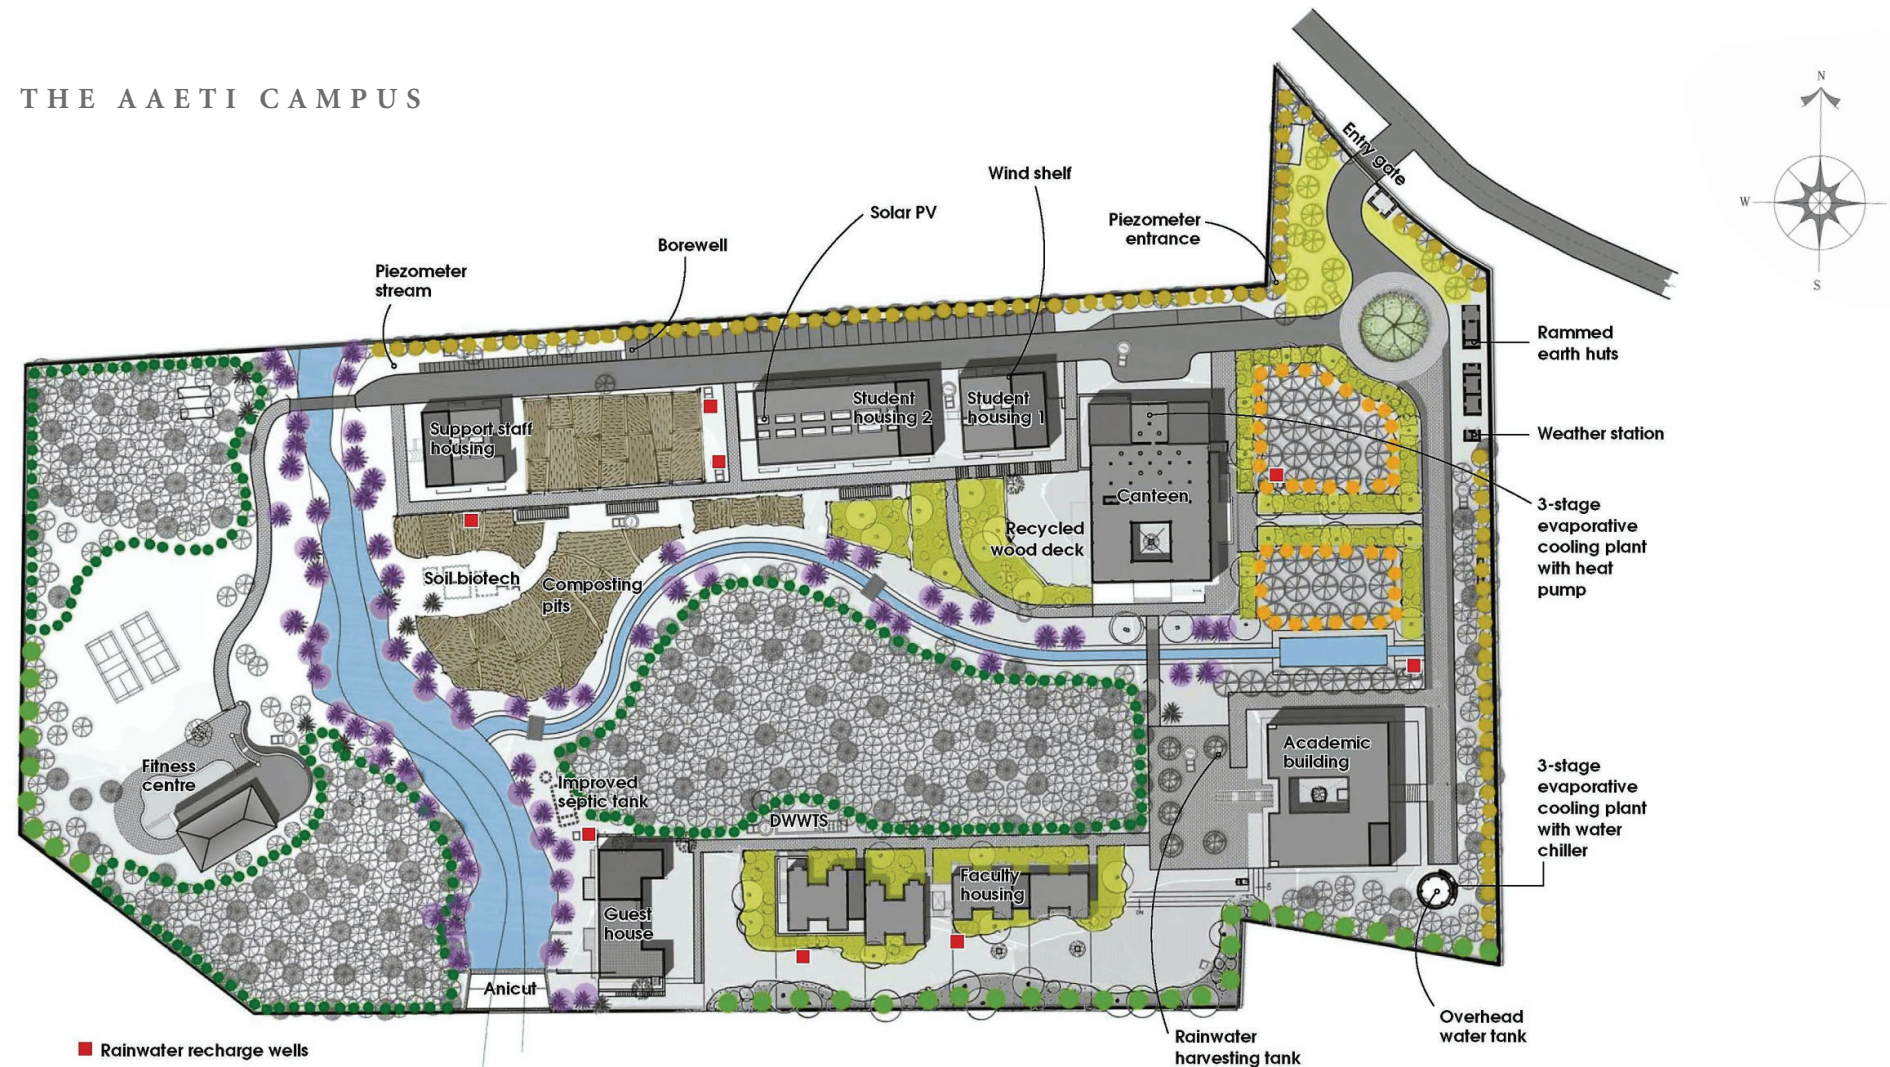 THE AAETI CAMPUS
N
W
S
Entry gate
Wind shelf
Solar PV
Piezometer
entrance
Borewell
Piezometer
stream
Rammed
earth huts
Weather station
Support staff
housing
Student
housing 2
Student
housing 1
Canteen
3-stage
evaporative
cooling plant
with heat
pump
Recycled
wood deck
Soil biotech
Composting
pits
Fitness
centre
Academic
building
3-stage
evaporative
cooling plant
with water
chiller
Improved
septic tank
DWWTS
Faculty
housing
Guest
house
Anicut
Overhead
water tank
Rainwater
harvesting tank
Rainwater recharge wells